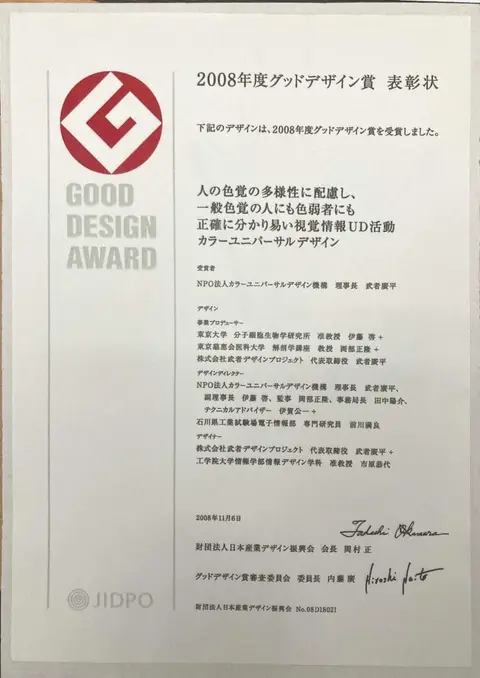 2008年度グッドデザイン賞 表彰状
下記のデザインは、2008年度グッドデザイン賞を受賞しました。
GOOD
DESIGN
AWARD
人の色覚の多様性に配慮し、
一般色覚の人にも色弱者にも
正確に分かり易い視覚情報UD活動
カラーユニバーサルデザイン
受賞者
NPO法人カラーユニバーサルデザイン機構 理事長 武者廣平
デザイン
事業プロデューサー
東京大学 分子細胞生物学研究所 准教授 伊藤 啓 +
東京慈恵会医科大学 解剖学講座 教授 岡部正隆 +
株式会社武者デザインプロジェクト 代表取締役 武者廣平
デザインディレクター
NPO法人カラーユニバーサルデザイン機構 理事長 武者廣平、
副理事長 伊藤 啓、監事 岡部正隆、事務局長 田中陽介、
テクニカルアドバイザー 伊賀公一 +
石川県工業試験場電子情報部 専門研究員 前川満良
デザイナー
株式会社武者デザインプロジェクト 代表取締役 武者廣平 +
工学院大学情報学部情報デザイン学科 准教授 市原恭代
2008年11月6日
Tadashi Okamura
財団法人日本産業デザイン振興会 会長 岡村 正
グッドデザイン賞審査委員会 委員長 内藤 廣
Hiroshi Naito
JIDPO
財団法人日本産業デザイン振興会 No.08D18021